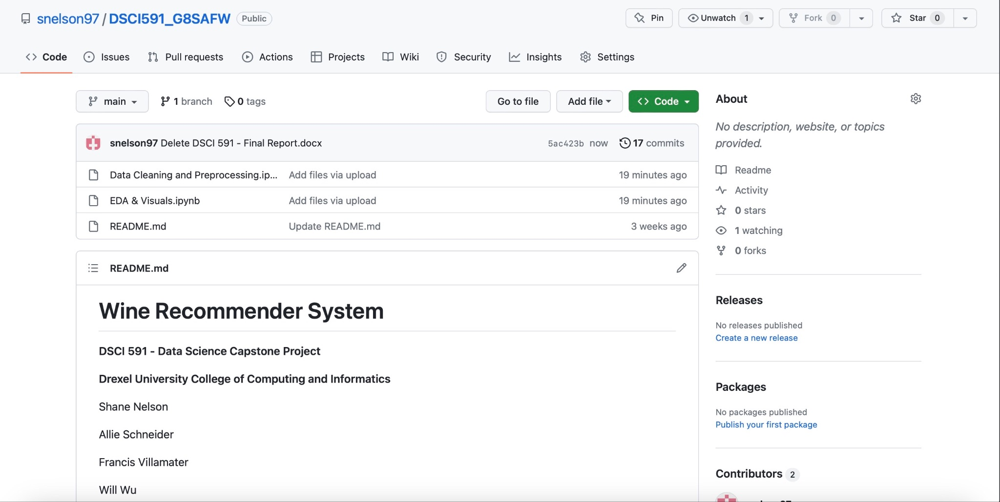 snelson97 / DSCI591_G8SAFW Public
Pin Unwatch 1 Fork 0 Star 0
Code Issues Pull requests Actions Projects Wiki Security Insights Settings
main 1 branch 0 tags Go to file Add file Code
snelson97 Delete DSCI 591 - Final Report.docx 5ac423b now 17 commits
Data Cleaning and Preprocessing.ip... Add files via upload 19 minutes ago
EDA & Visuals.ipynb Add files via upload 19 minutes ago
README.md Update README.md 3 weeks ago
README.md
Wine Recommender System
DSCI 591 - Data Science Capstone Project
Drexel University College of Computing and Informatics
Shane Nelson
Allie Schneider
Francis Villamater
Will Wu
About
No description, website, or topics
provided.
Readme
Activity
0 stars
1 watching
0 forks
Releases
No releases published
Create a new release
Packages
No packages published
Publish your first package
Contributors 2